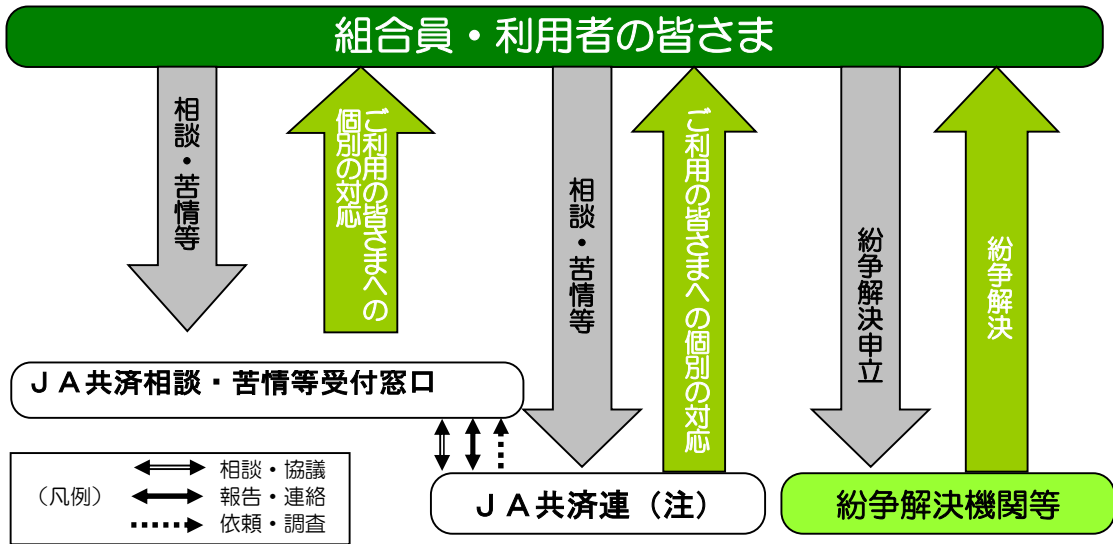 組合員・利用者の皆さま
相談・苦情等
ご利用の皆さまへの
個別の対応
相談・苦情等
ご利用の皆さまへの個別の対応
紛争解決申立
紛争解決
ＪＡ共済相談・苦情等受付窓口
（凡例）
相談・協議
報告・連絡
依頼・調査
ＪＡ共済連（注）
紛争解決機関等